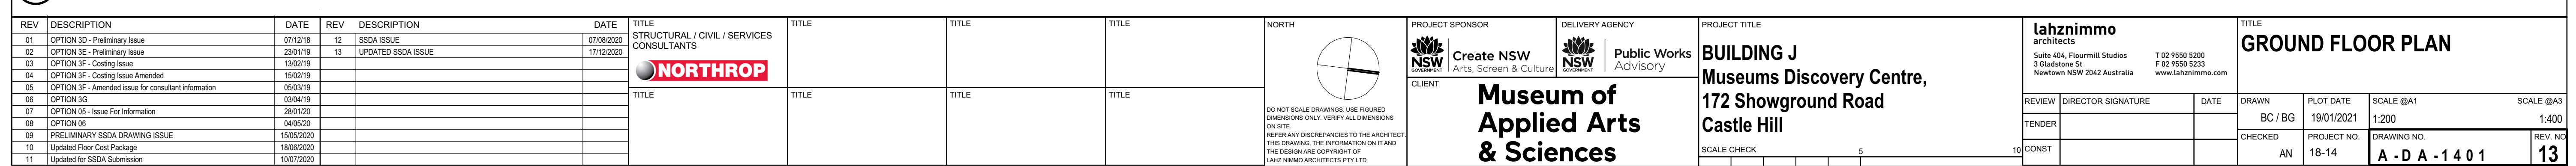 REV DESCRIPTION DATE REV DESCRIPTION DATE
01 OPTION 3D - Preliminary Issue 07/12/18 12 SSDA ISSUE 07/08/2020
02 OPTION 3E - Preliminary Issue 23/01/19 13 UPDATED SSDA ISSUE 17/12/2020
03 OPTION 3F - Costing Issue 13/02/19
04 OPTION 3F - Costing Issue Amended 15/02/19
05 OPTION 3F - Amended issue for consultant information 05/03/19
06 OPTION 3G 03/04/19
07 OPTION 05 - Issue For Information 28/01/20
08 OPTION 06 04/05/20
09 PRELIMINARY SSDA DRAWING ISSUE 15/05/2020
10 Updated Floor Cost Package 18/06/2020
11 Updated for SSDA Submission 10/07/2020
TITLE
STRUCTURAL / CIVIL / SERVICES
CONSULTANTS
NORTHROP
TITLE
TITLE
TITLE
TITLE
TITLE
TITLE
TITLE
NORTH
DO NOT SCALE DRAWINGS. USE FIGURED
DIMENSIONS ONLY. VERIFY ALL DIMENSIONS
ON SITE.
REFER ANY DISCREPANCIES TO THE ARCHITECT.
THIS DRAWING, THE INFORMATION ON IT AND
THE DESIGN ARE COPYRIGHT OF
LAHZ NIMMO ARCHITECTS PTY LTD
PROJECT SPONSOR
NSW
GOVERNMENT
Create NSW
Arts, Screen & Culture
DELIVERY AGENCY
NSW
GOVERNMENT
Public Works
Advisory
CLIENT
Museum of
Applied Arts
& Sciences
PROJECT TITLE
BUILDING J
Museums Discovery Centre,
172 Showground Road
Castle Hill
SCALE CHECK 5 10
lahznimmo
architects
Suite 404, Flourmill Studios T 02 9550 5200
3 Gladstone St F 02 9550 5233
Newtown NSW 2042 Australia www.lahznimmo.com
REVIEW DIRECTOR SIGNATURE DATE
TENDER
CONST
TITLE
GROUND FLOOR PLAN
DRAWN PLOT DATE SCALE @A1 SCALE @A3
BC / BG 19/01/2021 1:200 1:400
CHECKED PROJECT NO. DRAWING NO. REV. NO
AN 18-14 A - D A - 1 4 0 1 13